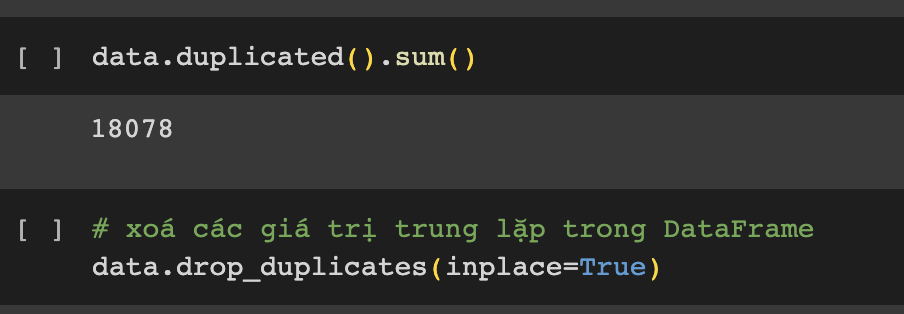 [ ] data.duplicated().sum()
18078
[ ] # xoá các giá trị trung lặp trong DataFrame
data.drop_duplicates(inplace=True)